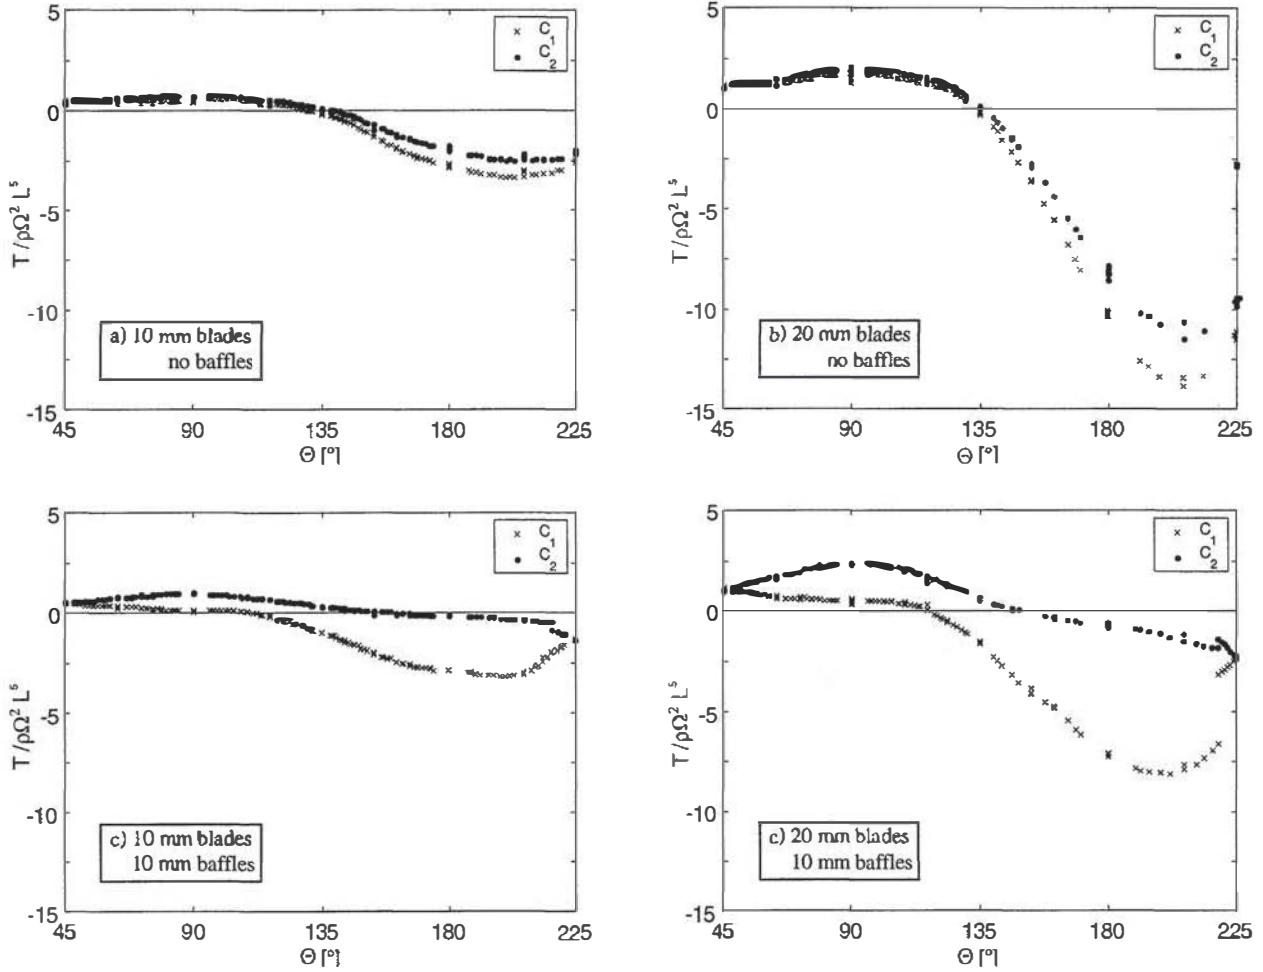 5
0
-5
-10
-15
45 90 135 180 225
Θ [°]
T / ρΩ² L⁵
× C₁
• C₂
a) 10 mm blades
no baffles
5
0
-5
-10
-15
45 90 135 180 225
Θ [°]
T / ρΩ² L⁵
× C₁
• C₂
b) 20 mm blades
no baffles
5
0
-5
-10
-15
45 90 135 180 225
Θ [°]
T / ρΩ² L⁵
× C₁
• C₂
c) 10 mm blades
10 mm baffles
5
0
-5
-10
-15
45 90 135 180 225
Θ [°]
T / ρΩ² L⁵
× C₁
• C₂
c) 20 mm blades
10 mm baffles